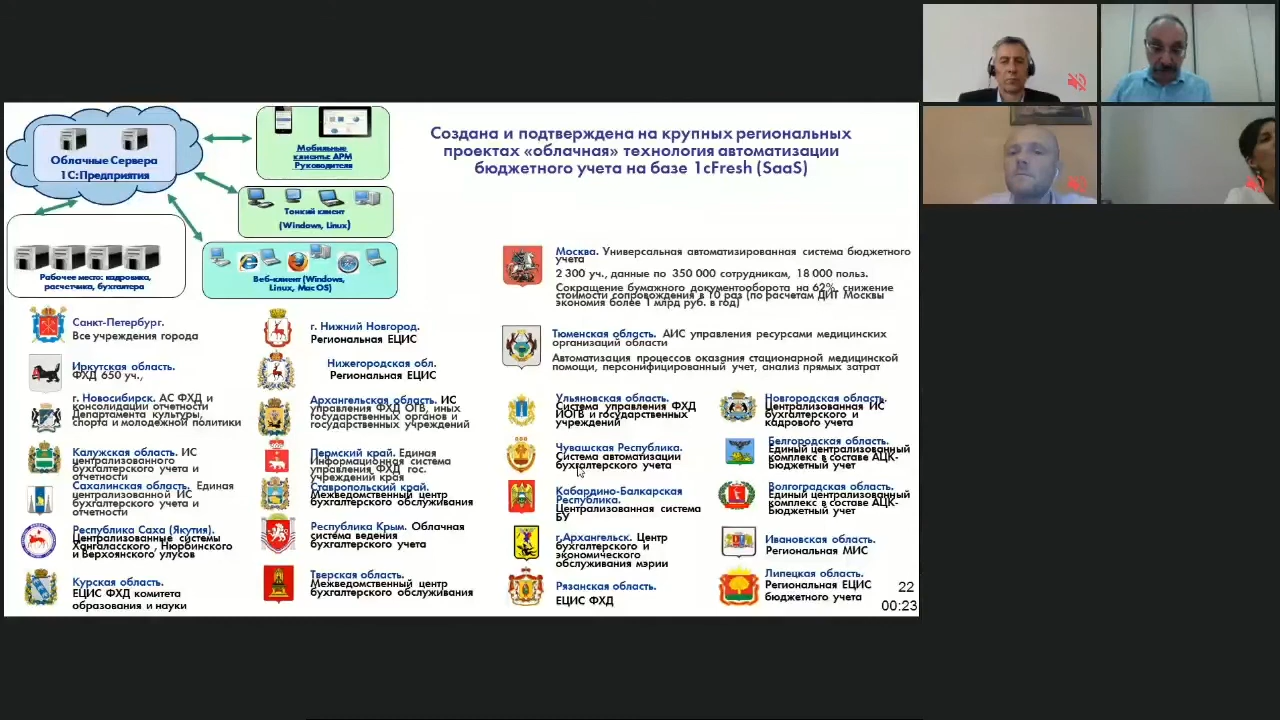 Облачные Сервера
1С:Предприятия
Мобильные
клиенты: АРМ
Руководителя
Тонкий клиент
(Windows, Linux)
Веб-клиент (Windows,
Linux, Mac OS)
Рабочее место: кадровика,
расчетчика, бухгалтера
Создана и подтверждена на крупных региональных
проектах «облачная» технология автоматизации
бюджетного учета на базе 1cFresh (SaaS)
Москва. Универсальная автоматизированная система бюджетного
учета
2 300 уч., данные по 350 000 сотрудникам, 18 000 польз.
Сокращение бумажного документооборота на 62%, снижение
стоимости сопровождения в 10 раз (по расчетам ДИТ Москвы
экономия более 1 млрд руб. в год)
Тюменская область. АИС управления ресурсами медицинских
организаций области
Автоматизация процессов оказания стационарной медицинской
помощи, персонифицированный учет, анализ прямых затрат
Санкт-Петербург.
Все учреждения города
Иркутская область.
ФХД 650 уч.,
г. Новосибирск. АС ФХД и
консолидации отчетности
Департамента культуры,
спорта и молодежной политики
Калужская область. ИС
централизованного
бухгалтерского учета и
отчетности
Сахалинская область. Единая
централизованной ИС
бухгалтерского учета и
отчетности
Республика Саха (Якутия).
Централизованные системы
Хангаласского , Нюрбинского
и Верхоянского улусов
Курская область.
ЕЦИС ФХД комитета
образования и науки
г. Нижний Новгород.
Региональная ЕЦИС
Нижегородская обл.
Региональная ЕЦИС
Архангельская область. ИС
управления ФХД ОГВ, иных
государственных органов и
государственных учреждений
Пермский край. Единая
Информационная система
управления ФХД гос.
учреждений края
Ставропольский край.
Межведомственный центр
бухгалтерского обслуживания
Республика Крым. Облачная
система ведения
бухгалтерского учета
Тверская область.
Межведомственный центр
бухгалтерского обслуживания
Ульяновская область.
Система управления ФХД
ИОГВ и государственных
учреждений
Чувашская Республика.
Система автоматизации
бухгалтерского учета
Кабардино-Балкарская
Республика.
Централизованная система
БУ
г.Архангельск. Центр
бухгалтерского и
экономического
обслуживания мэрии
Рязанская область.
ЕЦИС ФХД
Новгородская область.
Централизованная ИС
бухгалтерского и
кадрового учета
Белгородская область.
Единый централизованный
комплекс в составе АЦК-
Бюджетный учет
Волгоградская область.
Единый централизованный
комплекс в составе АЦК-
Бюджетный учет
Ивановская область.
Региональная МИС
Липецкая область.
Региональная ЕЦИС
бюджетного учета
22
00:23